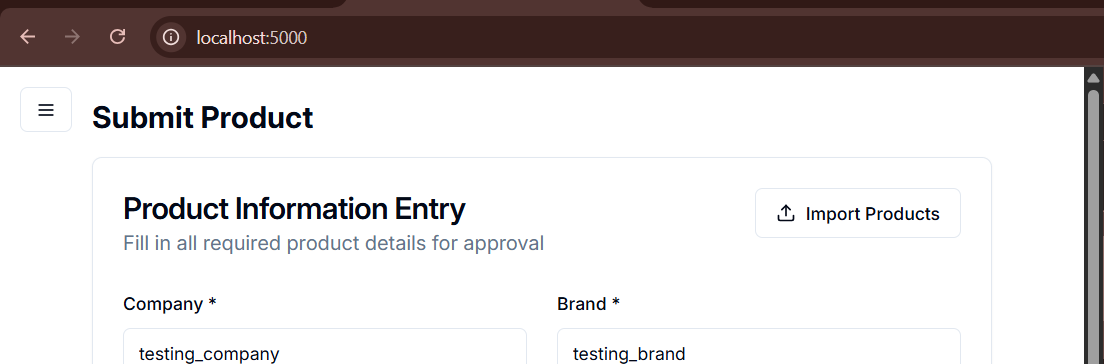 localhost:5000
Submit Product
Product Information Entry
Import Products
Fill in all required product details for approval
Company *
Brand *
testing_company
testing_brand